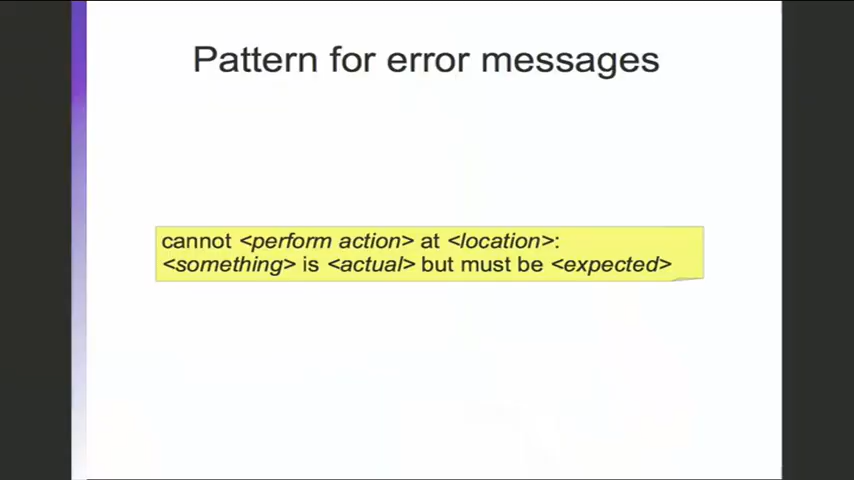 Pattern for error messages
cannot <perform action> at <location>:
<something> is <actual> but must be <expected>